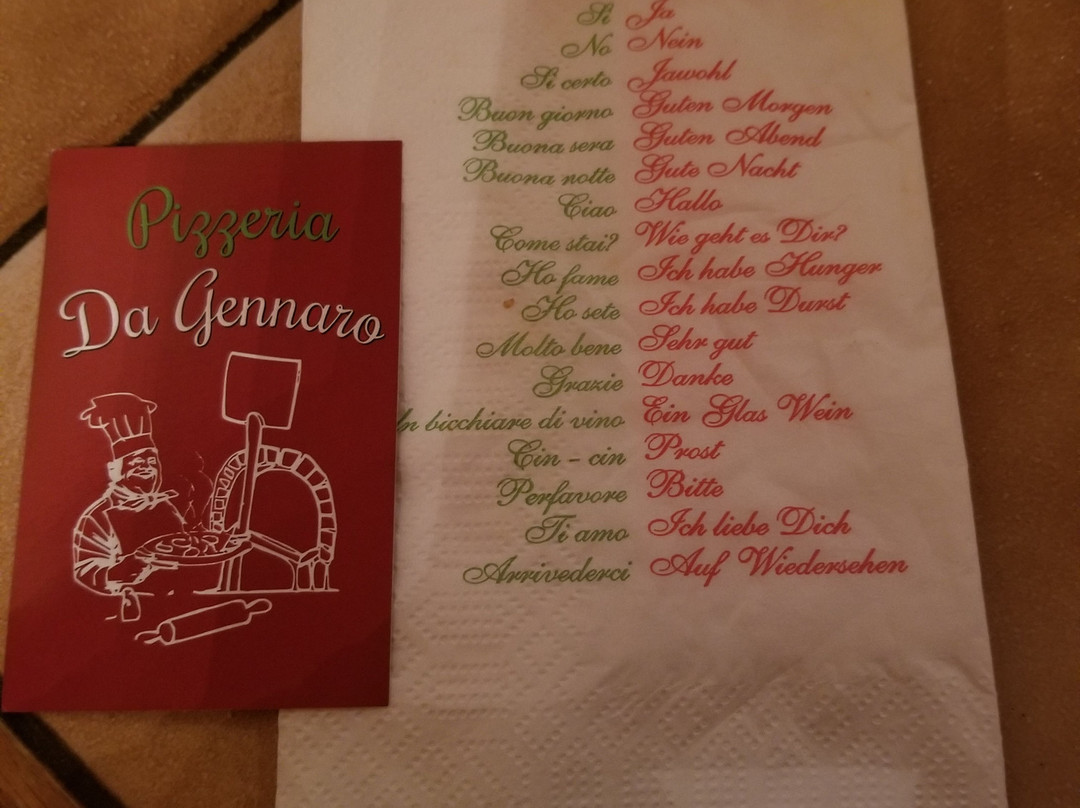 Pizzeria
Da Gennaro
Si Ja
No Nein
Si certo Jawohl
Buon giorno Guten Morgen
Buona sera Guten Abend
Buona notte Gute Nacht
Ciao Hallo
Come stai? Wie geht es Dir?
Ho fame Ich habe Hunger
Ho sete Ich habe Durst
Molto bene Sehr gut
Grazie Danke
bicchiare di vino Ein Glas Wein
Cin - cin Prost
Perfavore Bitte
Ti amo Ich liebe Dich
Arrivederci Auf Wiedersehen